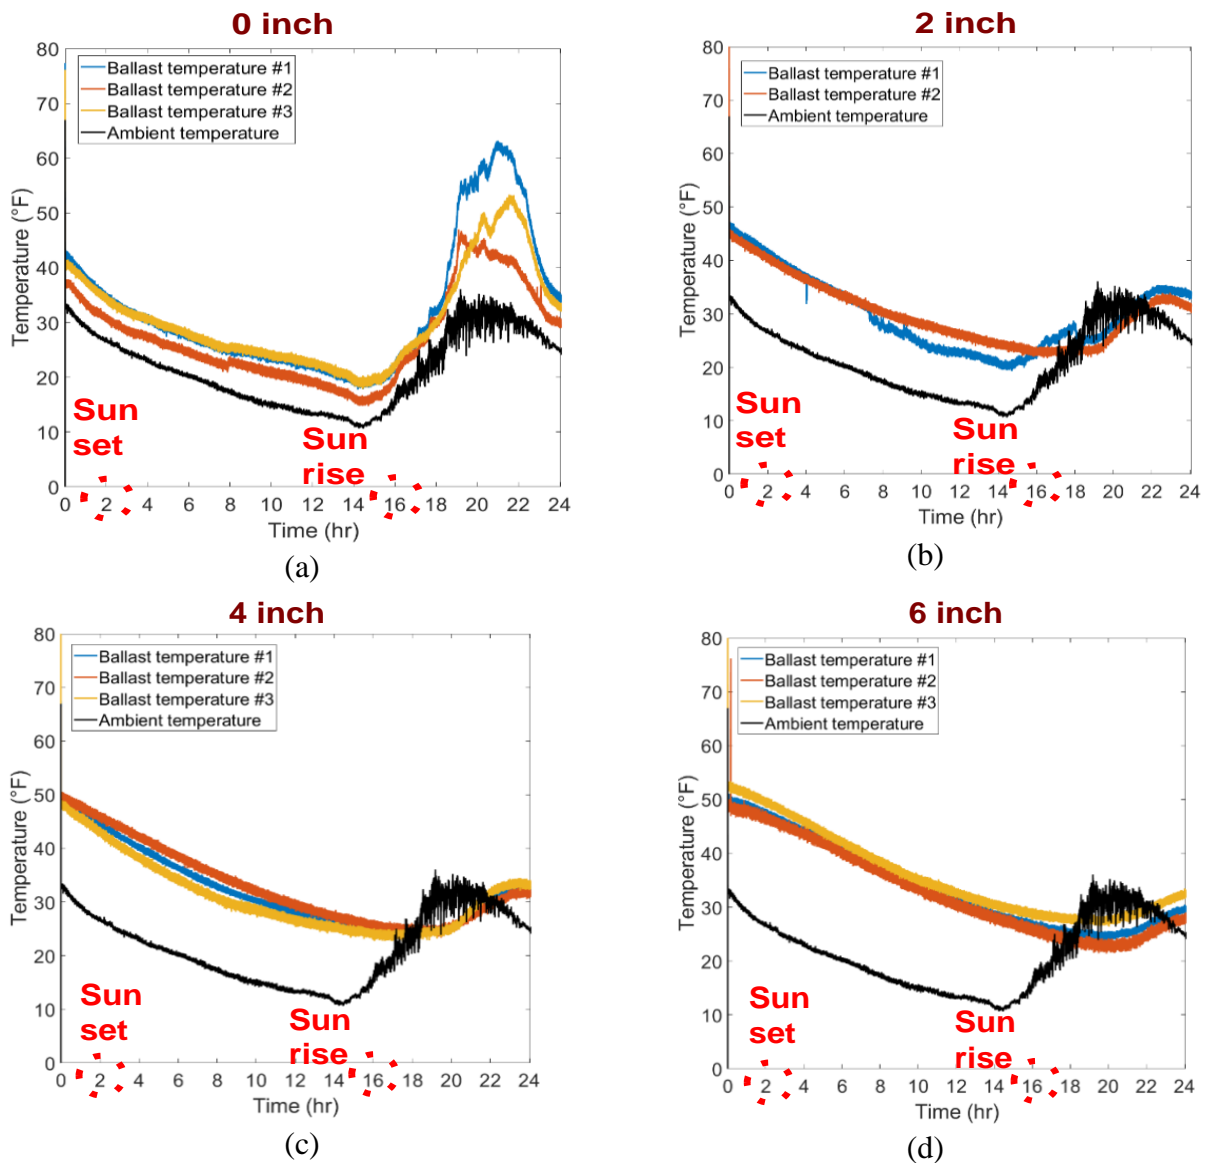 0 inch
80
70
60
50
40
30
20
10
0
Temperature (°F)
Ballast temperature #1
Ballast temperature #2
Ballast temperature #3
Ambient temperature
Sun
set
Sun
rise
0 2 4 6 8 10 12 14 16 18 20 22 24
Time (hr)
(a)
2 inch
80
70
60
50
40
30
20
10
0
Temperature (°F)
Ballast temperature #1
Ballast temperature #2
Ambient temperature
Sun
set
Sun
rise
0 2 4 6 8 10 12 14 16 18 20 22 24
Time (hr)
(b)
4 inch
80
70
60
50
40
30
20
10
0
Temperature (°F)
Ballast temperature #1
Ballast temperature #2
Ballast temperature #3
Ambient temperature
Sun
set
Sun
rise
0 2 4 6 8 10 12 14 16 18 20 22 24
Time (hr)
(c)
6 inch
80
70
60
50
40
30
20
10
0
Temperature (°F)
Ballast temperature #1
Ballast temperature #2
Ballast temperature #3
Ambient temperature
Sun
set
Sun
rise
0 2 4 6 8 10 12 14 16 18 20 22 24
Time (hr)
(d)